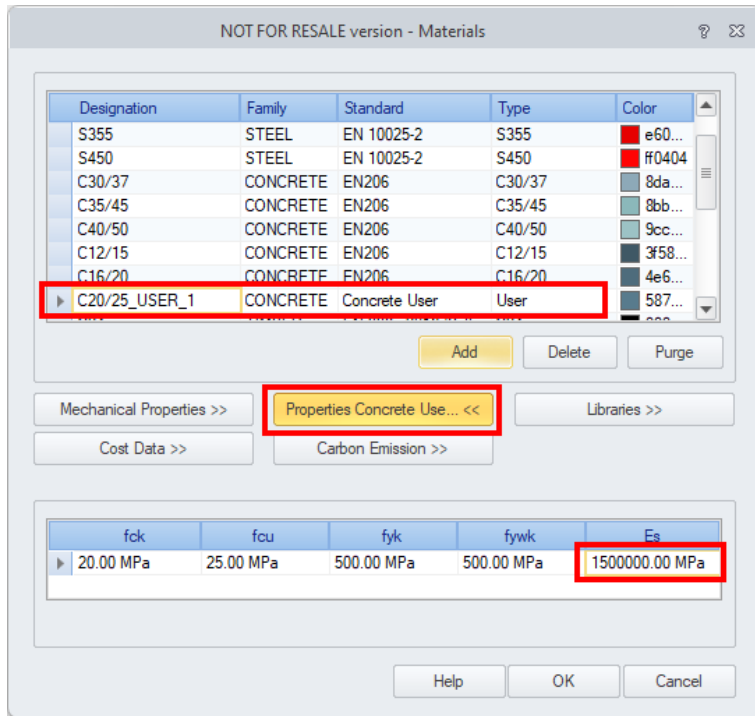 NOT FOR RESALE version - Materials
Designation Family Standard Type Color
S355 STEEL EN 10025-2 S355 e60...
S450 STEEL EN 10025-2 S450 ff0404
C30/37 CONCRETE EN206 C30/37 8da...
C35/45 CONCRETE EN206 C35/45 8bb...
C40/50 CONCRETE EN206 C40/50 9cc...
C12/15 CONCRETE EN206 C12/15 3f58...
C16/20 CONCRETE EN206 C16/20 4e6...
C20/25_USER_1 CONCRETE Concrete User User 587...
Add Delete Purge
Mechanical Properties >> Properties Concrete Use... << Libraries >>
Cost Data >> Carbon Emission >>
fck fcu fyk fywk Es
20.00 MPa 25.00 MPa 500.00 MPa 500.00 MPa 1500000.00 MPa
Help OK Cancel